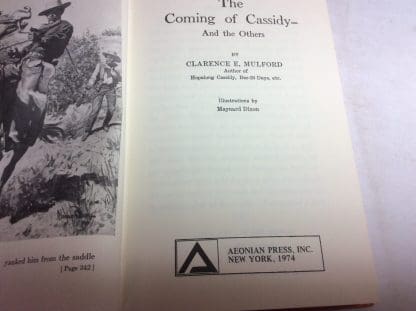 yanked him from the saddle
[Page 242]
The
Coming of Cassidy—
And the Others
BY
CLARENCE E. MULFORD
Author of
Hopalong Cassidy, Bar-20 Days, etc.
Illustrations by
Maynard Dixon
AEONIAN PRESS, INC.
NEW YORK, 1974